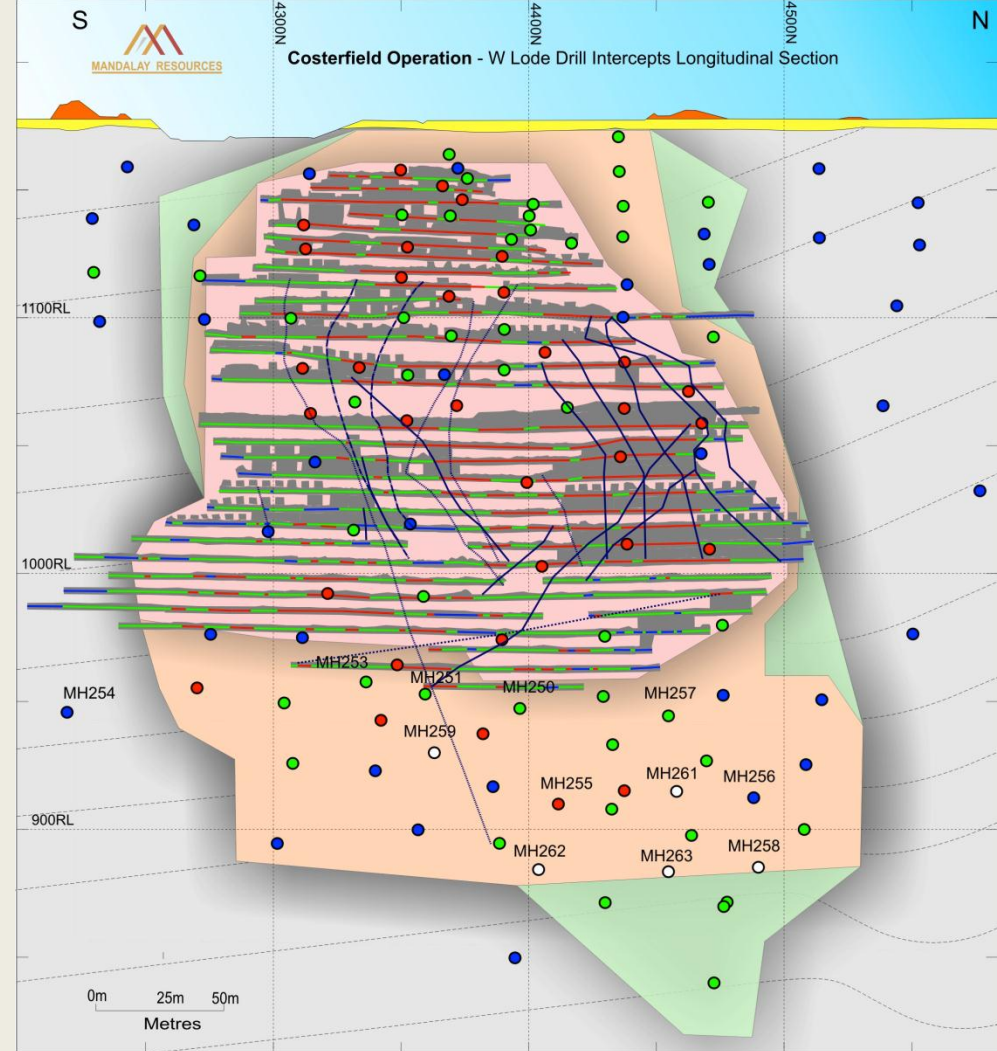 S
4300N
4400N
4500N
N
MANDALAY RESOURCES
Costerfield Operation - W Lode Drill Intercepts Longitudinal Section
1100RL
1000RL
MH253
MH251
MH254
MH250
MH257
MH259
MH255
MH261
MH256
900RL
MH262
MH263
MH258
0m 25m 50m
Metres